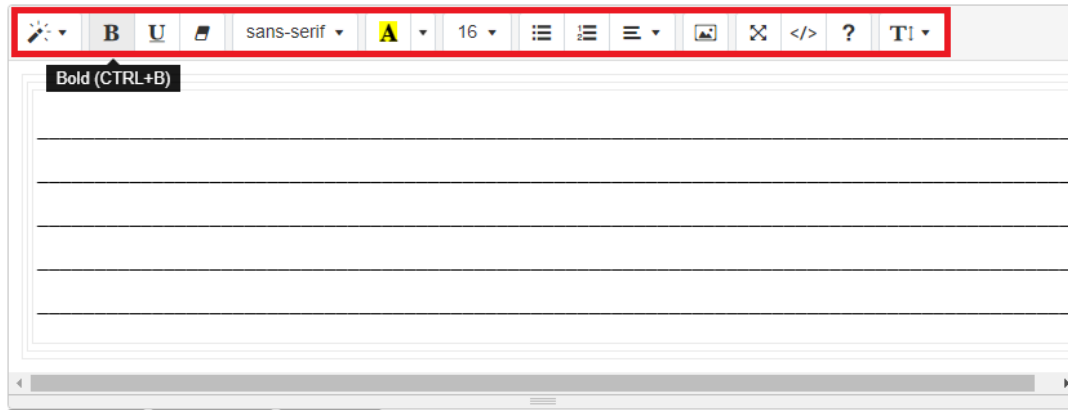 B U sans-serif A 16 </> ? T
Bold (CTRL+B)